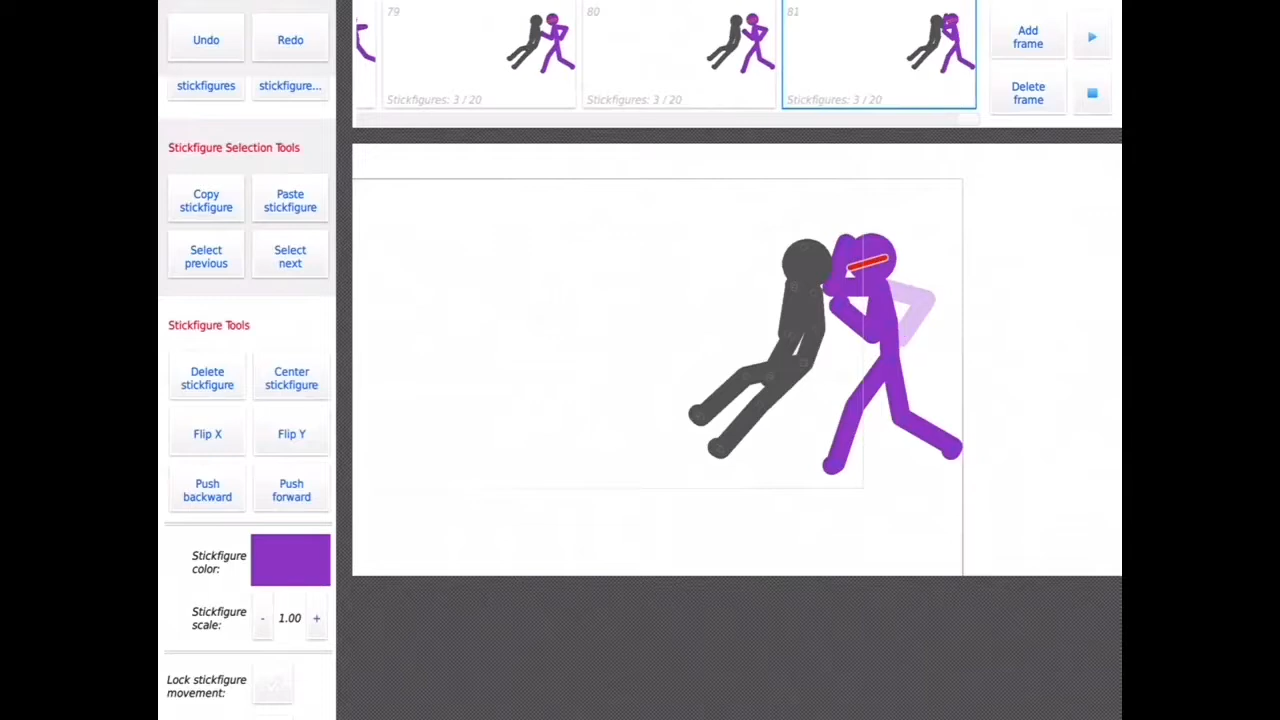 Undo
Redo
stickfigures
stickfigure...
Stickfigure Selection Tools
Copy
stickfigure
Paste
stickfigure
Select
previous
Select
next
Stickfigure Tools
Delete
stickfigure
Center
stickfigure
Flip X
Flip Y
Push
backward
Push
forward
Stickfigure
color:
Stickfigure
scale:
- 1.00 +
Lock stickfigure
movement:
79
Stickfigures: 3 / 20
80
Stickfigures: 3 / 20
81
Stickfigures: 3 / 20
Add
frame
Delete
frame